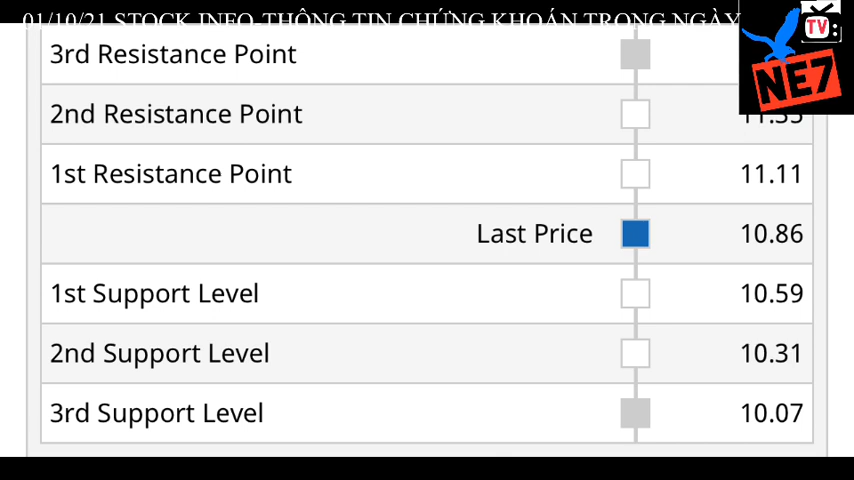 01/10/21 STOCK INFO-THÔNG TIN CHỨNG KHOÁN TRONG NGÀY
TV
NE7
3rd Resistance Point
2nd Resistance Point 11.35
1st Resistance Point 11.11
Last Price 10.86
1st Support Level 10.59
2nd Support Level 10.31
3rd Support Level 10.07